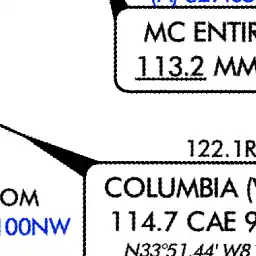 MC ENTIR
113.2 MM
122.1R
COLUMBIA (
114.7 CAE 9
OM
00NW
N33°51.44' W8